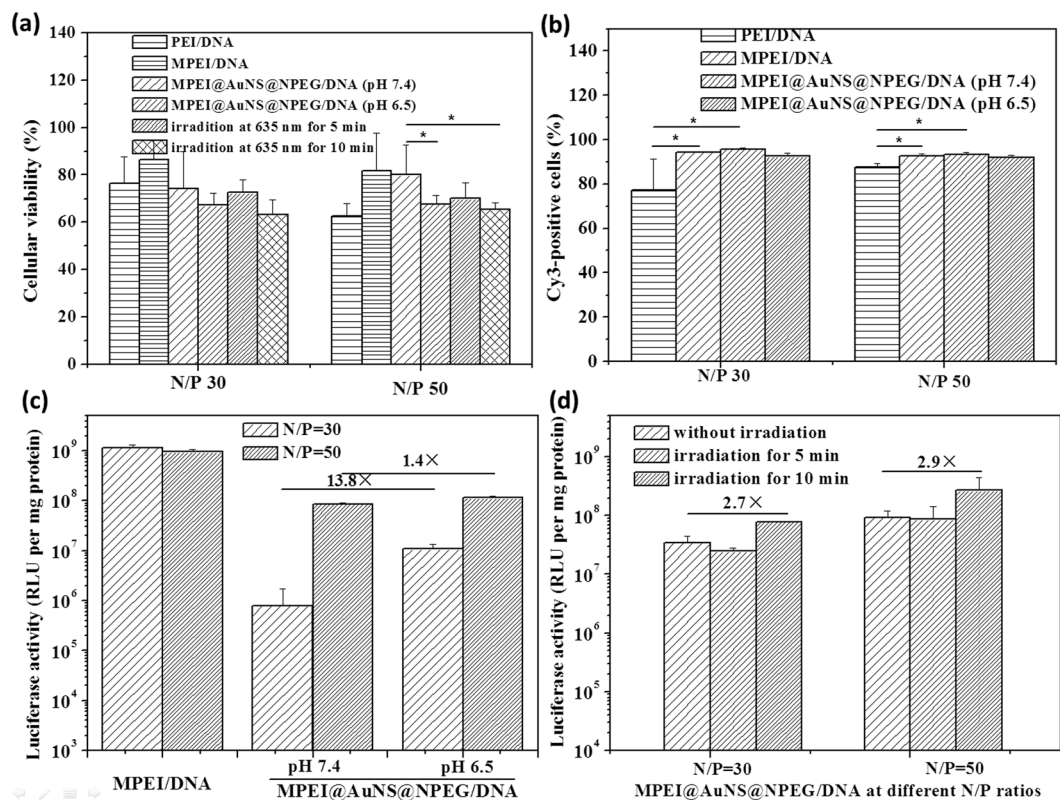 (a)
140
120
100
80
60
40
20
0
Cellular viability (%)
PEI/DNA
MPEI/DNA
MPEI@AuNS@NPEG/DNA (pH 7.4)
MPEI@AuNS@NPEG/DNA (pH 6.5)
irradition at 635 nm for 5 min
irradition at 635 nm for 10 min
*
*
N/P 30
N/P 50
(b)
140
120
100
80
60
40
20
0
Cy3-positive cells (%)
PEI/DNA
MPEI/DNA
MPEI@AuNS@NPEG/DNA (pH 7.4)
MPEI@AuNS@NPEG/DNA (pH 6.5)
*
*
*
*
N/P 30
N/P 50
(c)
10⁹
10⁸
10⁷
10⁶
10⁵
10⁴
10³
Luciferase activity (RLU per mg protein)
N/P=30
N/P=50
1.4×
13.8×
pH 7.4
pH 6.5
MPEI/DNA
MPEI@AuNS@NPEG/DNA
(d)
10⁹
10⁸
10⁷
10⁶
10⁵
10⁴
Luciferase activity (RLU per mg protein)
without irradiation
irradiation for 5 min
irradiation for 10 min
2.9×
2.7×
N/P=30
N/P=50
MPEI@AuNS@NPEG/DNA at different N/P ratios